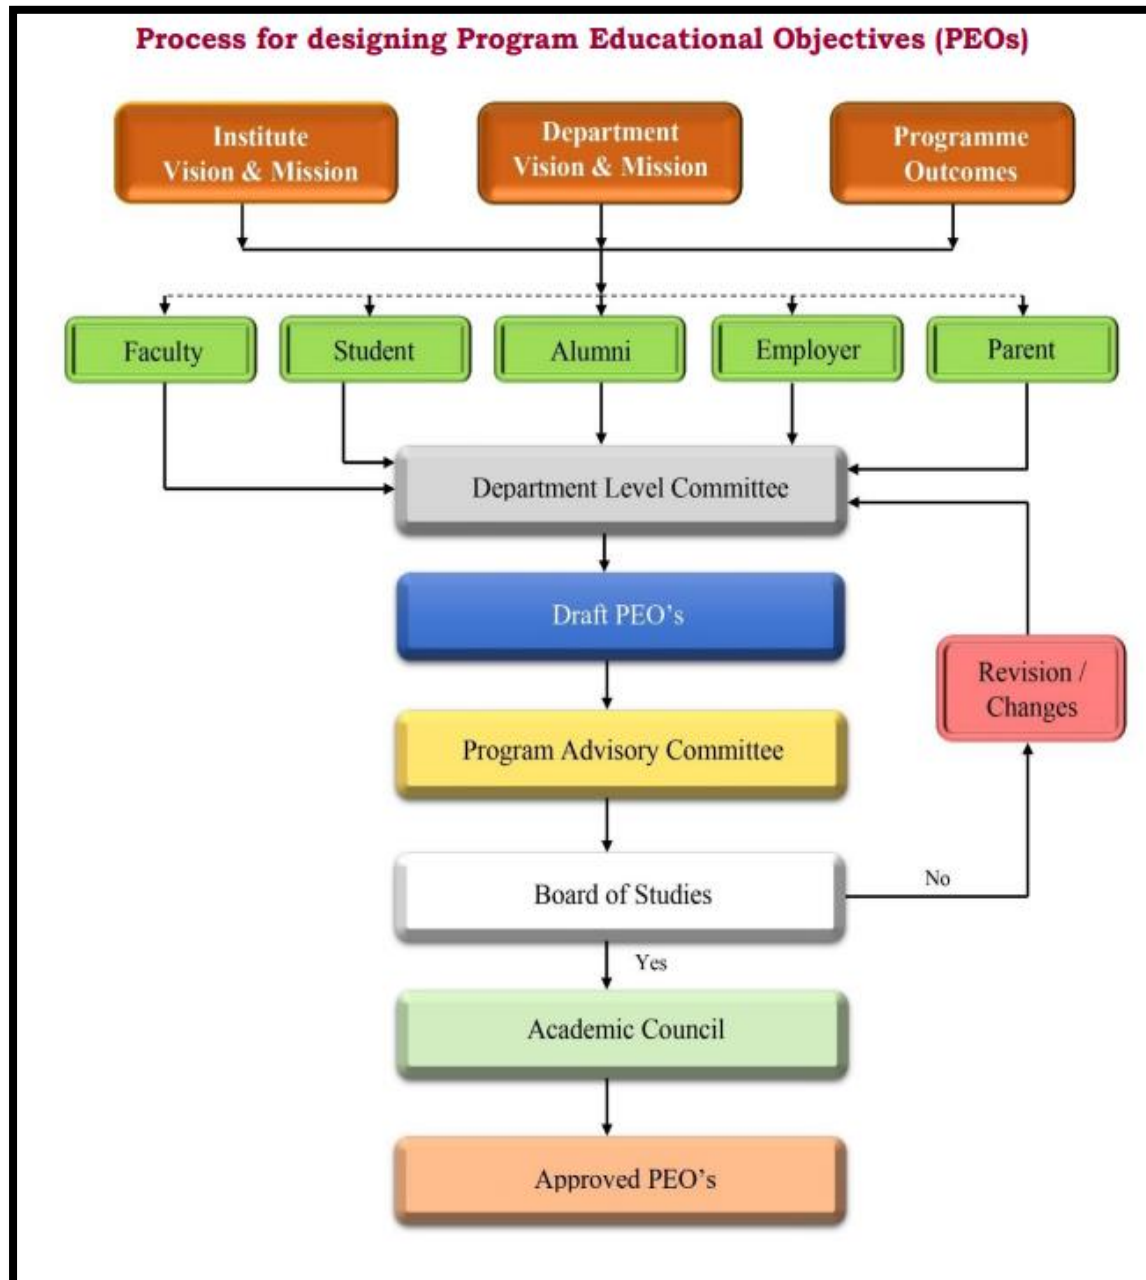 Process for designing Program Educational Objectives (PEOs)
Institute
Vision & Mission
Department
Vision & Mission
Programme
Outcomes
Faculty
Student
Alumni
Employer
Parent
Department Level Committee
Draft PEO’s
Revision /
Changes
Program Advisory Committee
Board of Studies
No
Yes
Academic Council
Approved PEO’s